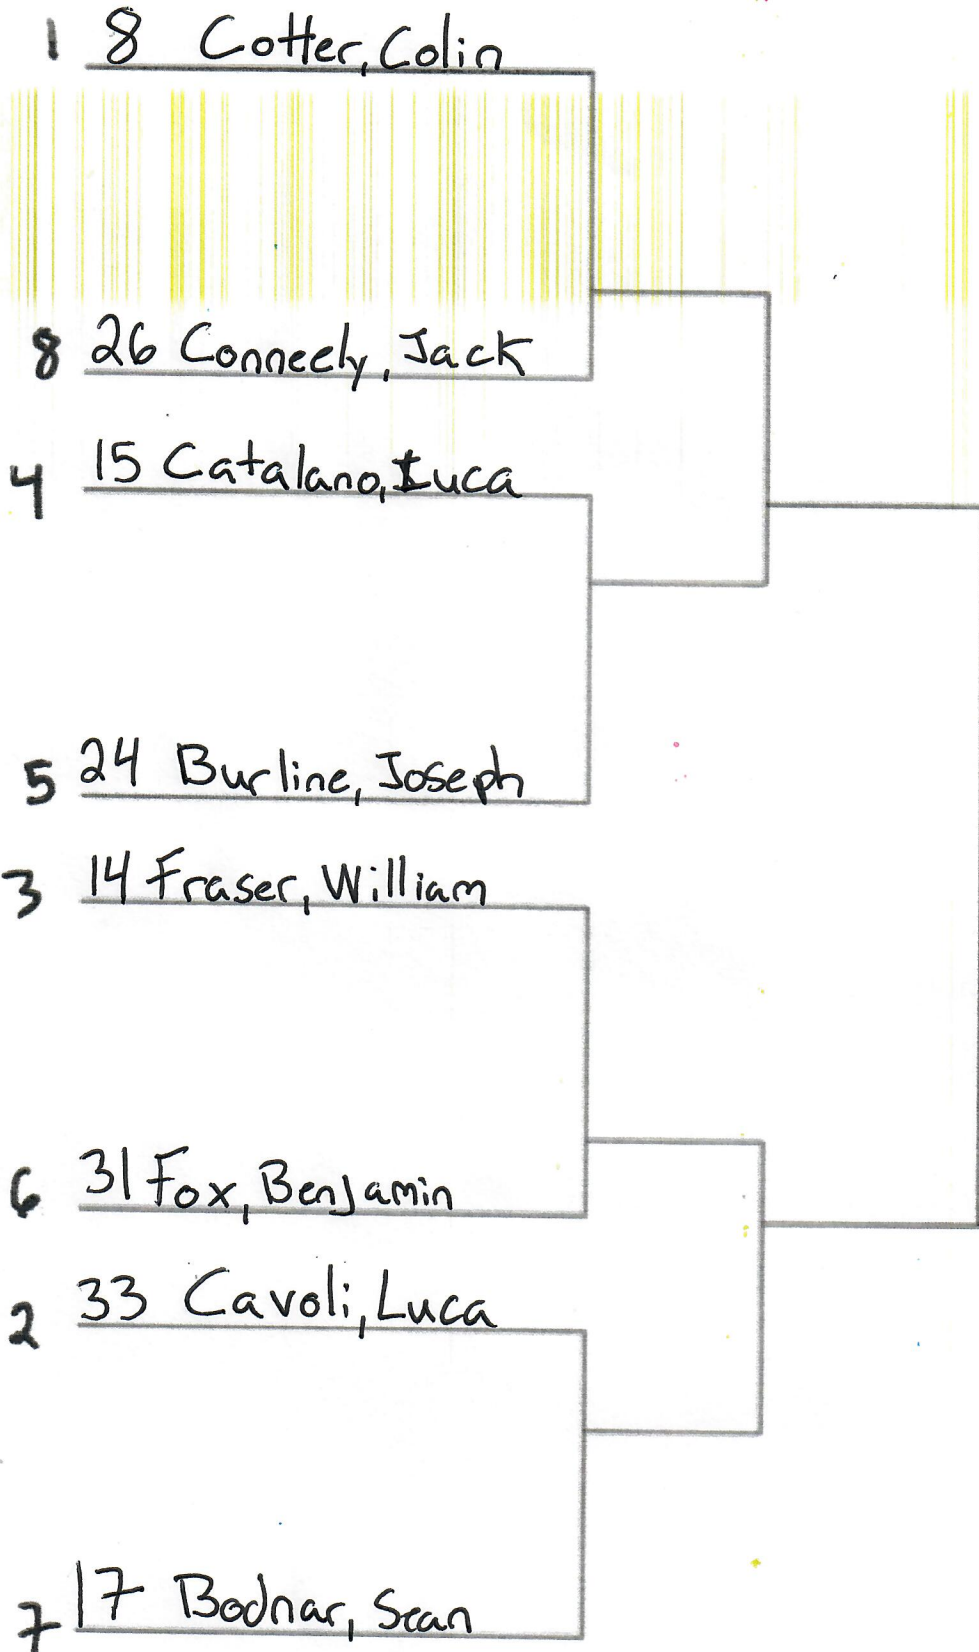 1 8 Cotter, Colin
8 26 Conneely, Jack
4 15 Catalano, Luca
5 24 Burline, Joseph
3 14 Fraser, William
6 31 Fox, Benjamin
2 33 Cavoli, Luca
7 17 Bodnar, Sean